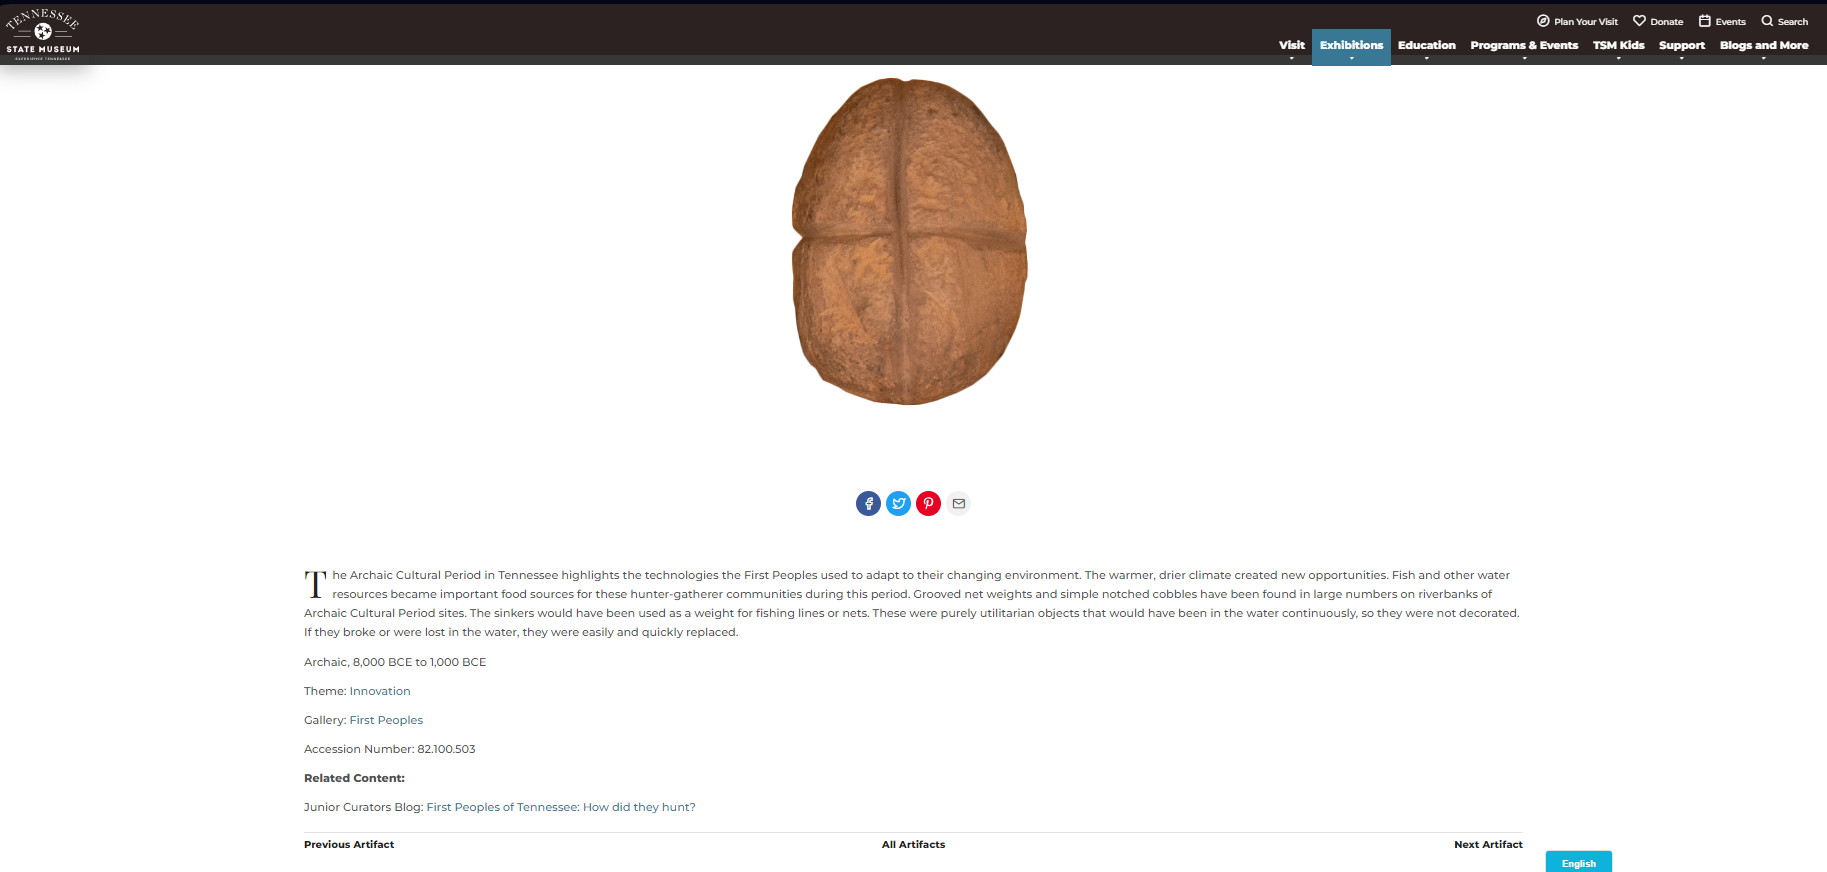 TENNESSEE
STATE MUSEUM
EXPERIENCE TENNESSEE
Plan Your Visit Donate Events Search
Visit Exhibitions Education Programs & Events TSM Kids Support Blogs and More
The Archaic Cultural Period in Tennessee highlights the technologies the First Peoples used to adapt to their changing environment. The warmer, drier climate created new opportunities. Fish and other water
resources became important food sources for these hunter-gatherer communities during this period. Grooved net weights and simple notched cobbles have been found in large numbers on riverbanks of
Archaic Cultural Period sites. The sinkers would have been used as a weight for fishing lines or nets. These were purely utilitarian objects that would have been in the water continuously, so they were not decorated.
If they broke or were lost in the water, they were easily and quickly replaced.
Archaic, 8,000 BCE to 1,000 BCE
Theme: Innovation
Gallery: First Peoples
Accession Number: 82.100.503
Related Content:
Junior Curators Blog: First Peoples of Tennessee: How did they hunt?
Previous Artifact All Artifacts Next Artifact
English